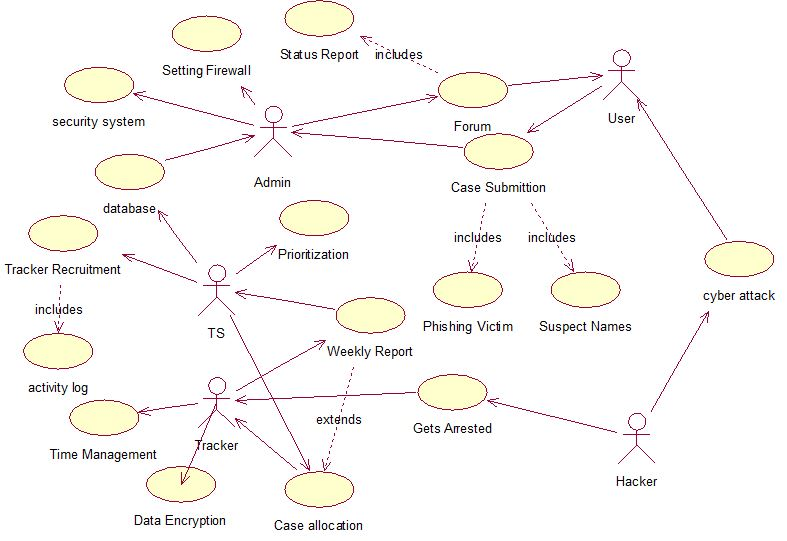 Status Report
includes
Setting Firewall
security system
Forum
User
Admin
Case Submittion
database
Prioritization
includes
includes
Tracker Recruitment
cyber attack
includes
Phishing Victim
Suspect Names
TS
Weekly Report
activity log
extends
Gets Arrested
Time Management
Tracker
Hacker
Data Encryption
Case allocation